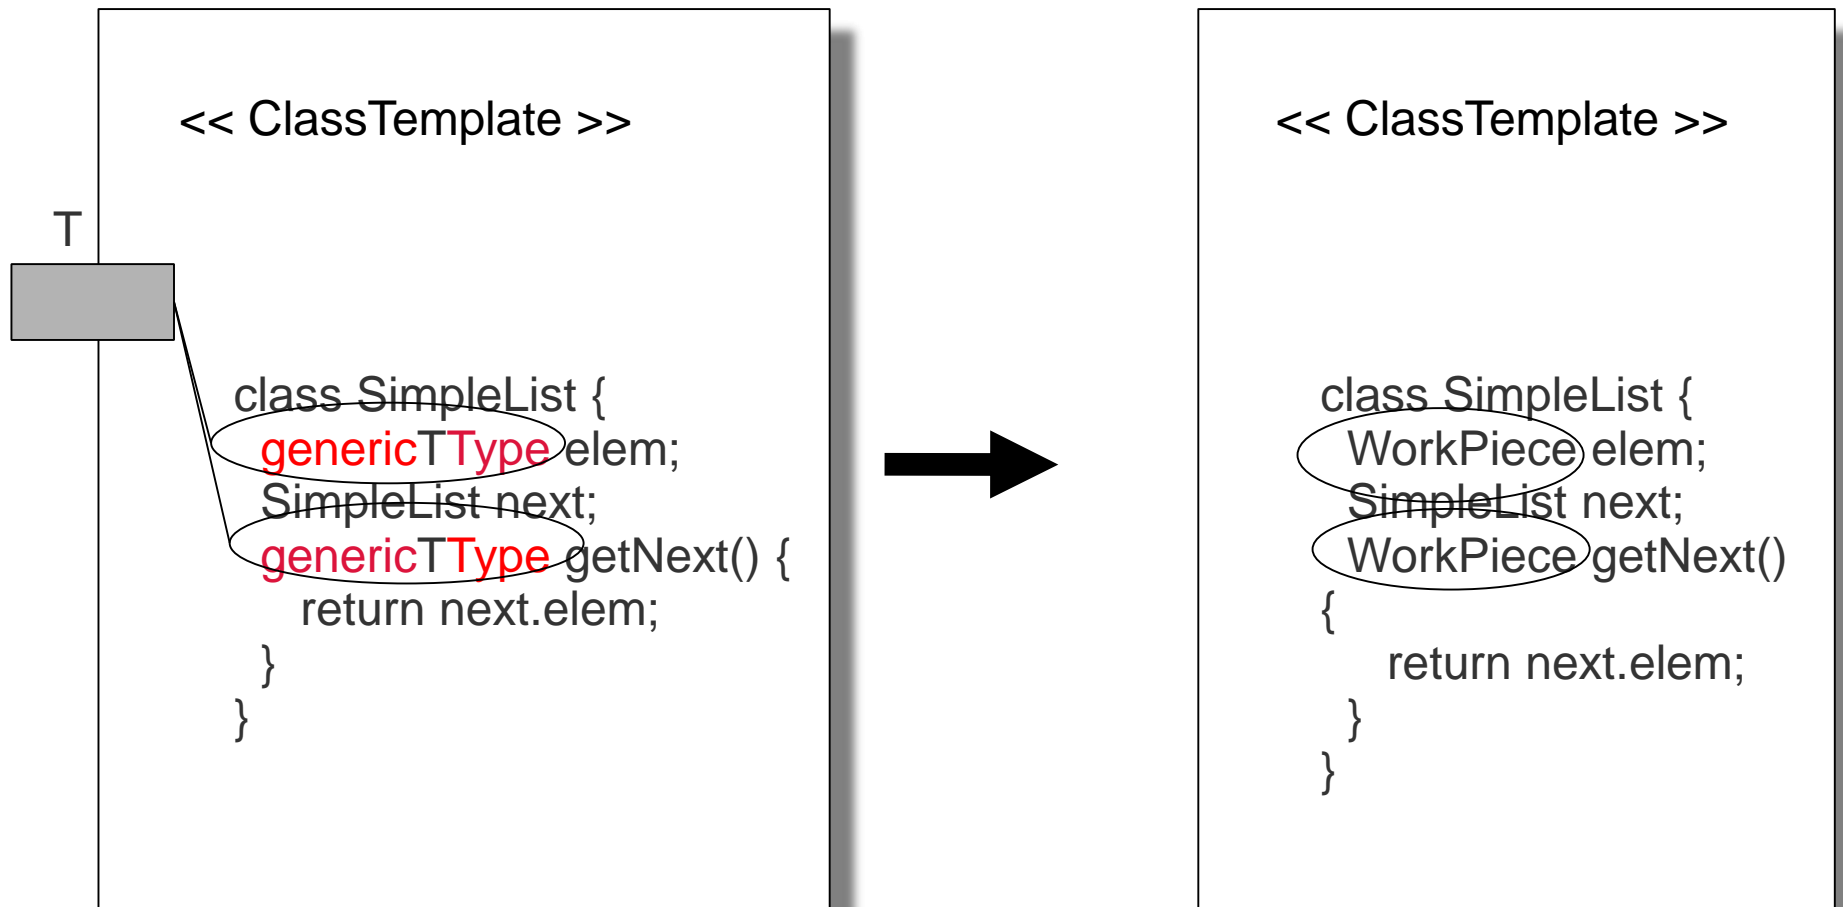 << ClassTemplate >>
T
class SimpleList {
genericTType elem;
SimpleList next;
genericTType getNext() {
return next.elem;
}
}
<< ClassTemplate >>
class SimpleList {
WorkPiece elem;
SimpleList next;
WorkPiece getNext()
{
return next.elem;
}
}